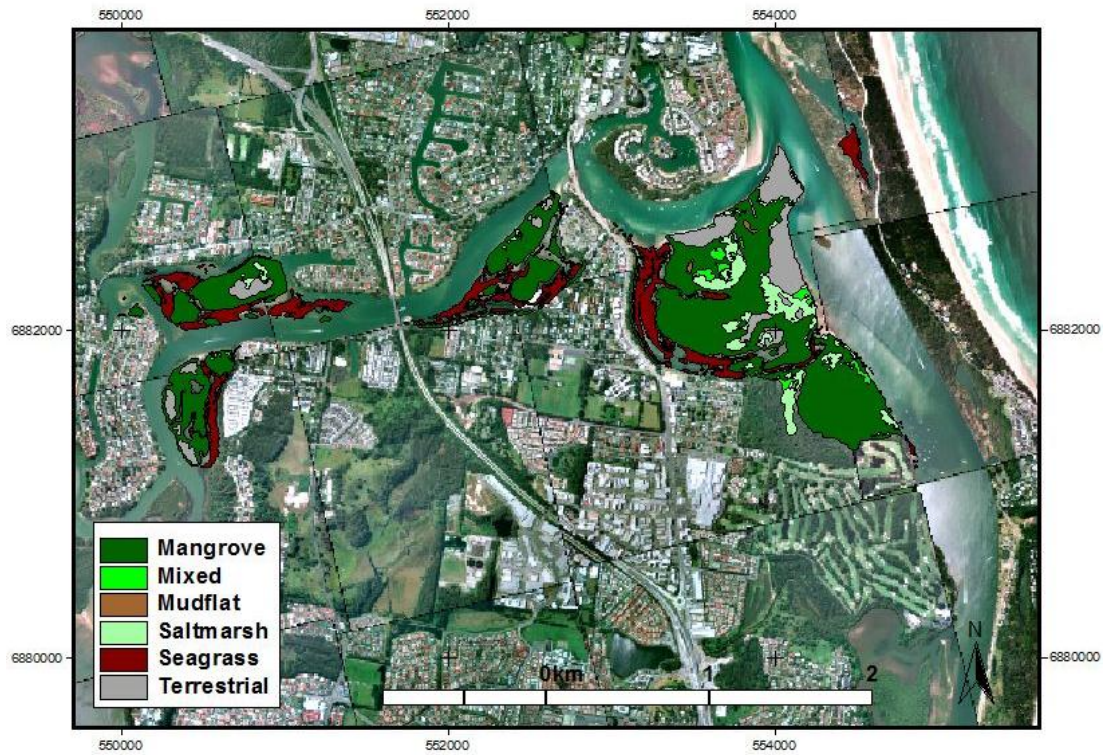 550000 552000 554000
6882000 6882000
Mangrove
Mixed
Mudflat
Saltmarsh
Seagrass
Terrestrial
N
1 0km 1 2
6880000 6880000
550000 552000 554000